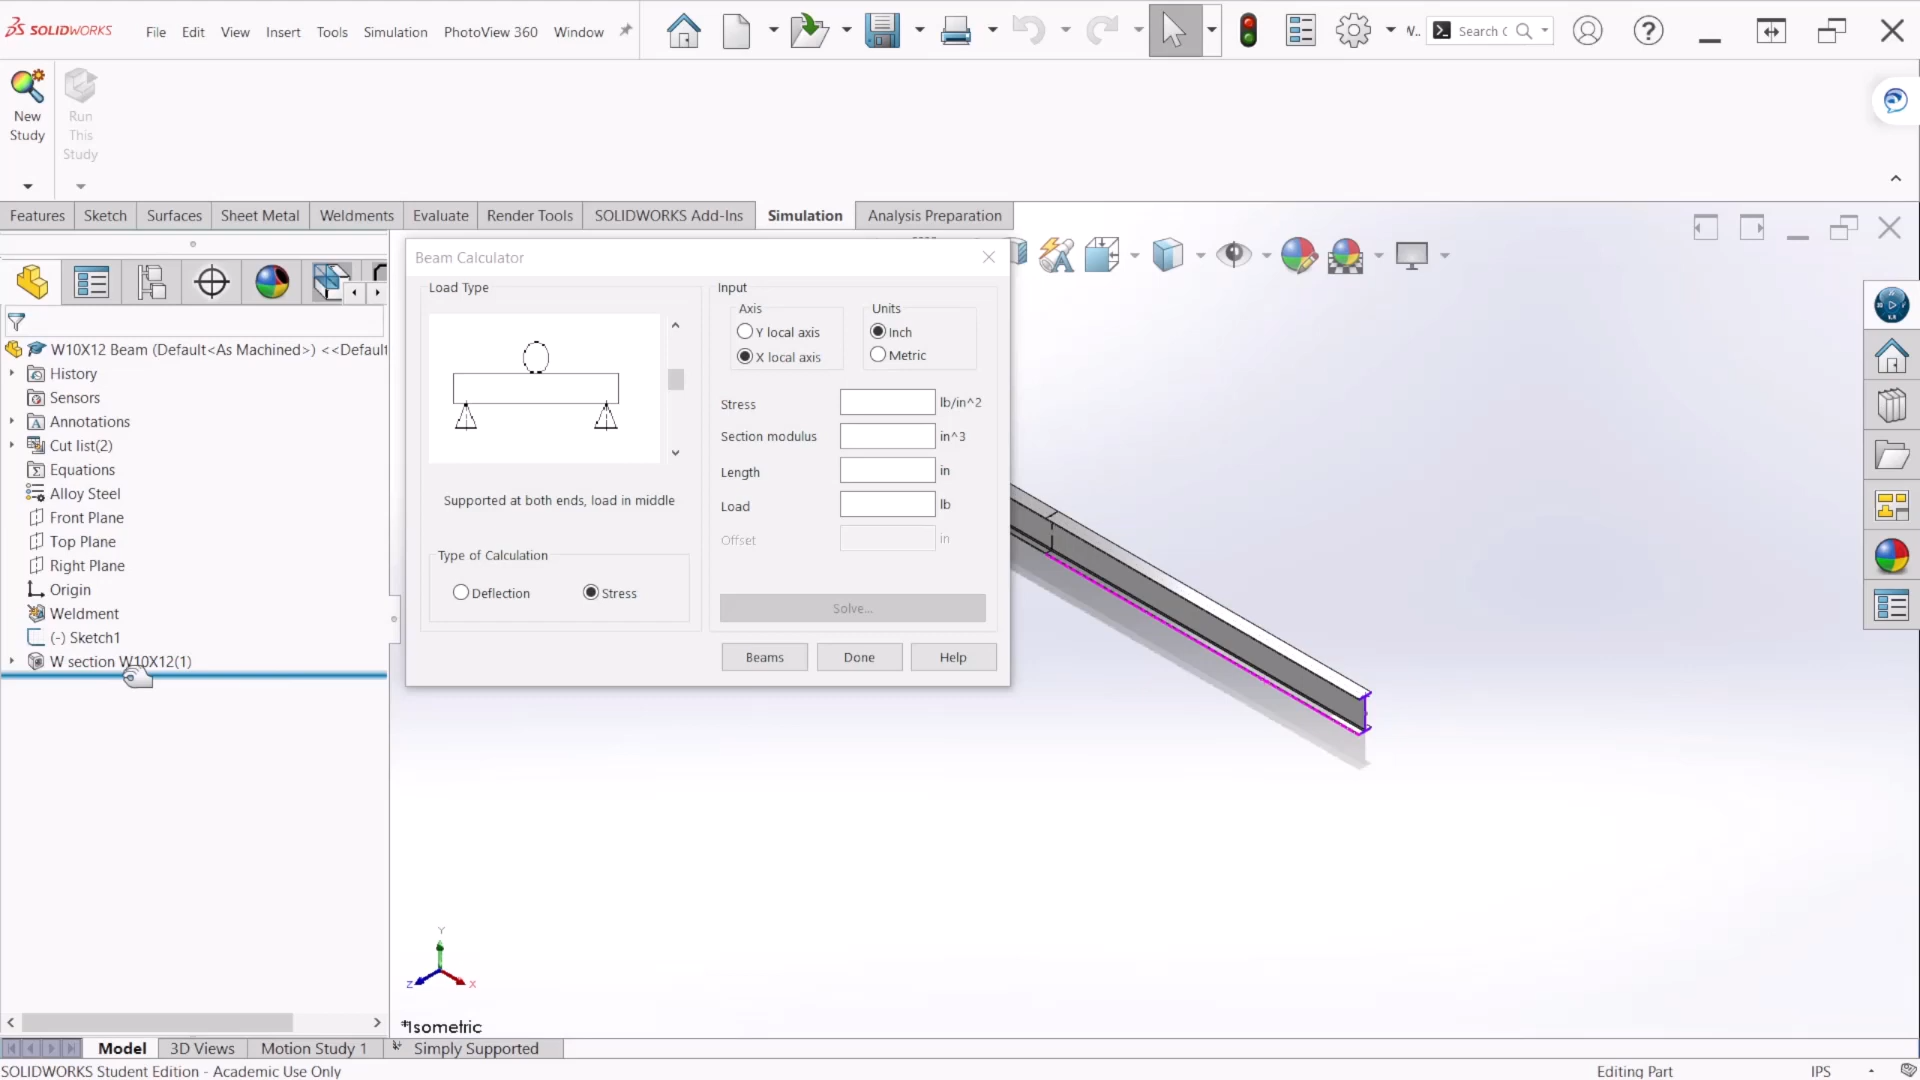 SOLIDWORKS
File Edit View Insert Tools Simulation PhotoView 360 Window
W..
Search C
New Study
Run This Study
Features Sketch Surfaces Sheet Metal Weldments Evaluate Render Tools SOLIDWORKS Add-Ins Simulation Analysis Preparation
Beam Calculator
Load Type
Input
Axis
Units
Y local axis
Inch
X local axis
Metric
Stress lb/in^2
Section modulus in^3
Length in
Load lb
Offset in
Supported at both ends, load in middle
Type of Calculation
Deflection Stress
Solve...
Beams Done Help
W10X12 Beam (Default<As Machined>) <<Default
History
Sensors
Annotations
Cut list(2)
Equations
Alloy Steel
Front Plane
Top Plane
Right Plane
Origin
Weldment
(-) Sketch1
W section W10X12(1)
Y
Z
X
*Isometric
Model 3D Views Motion Study 1 Simply Supported
SOLIDWORKS Student Edition - Academic Use Only
Editing Part
IPS